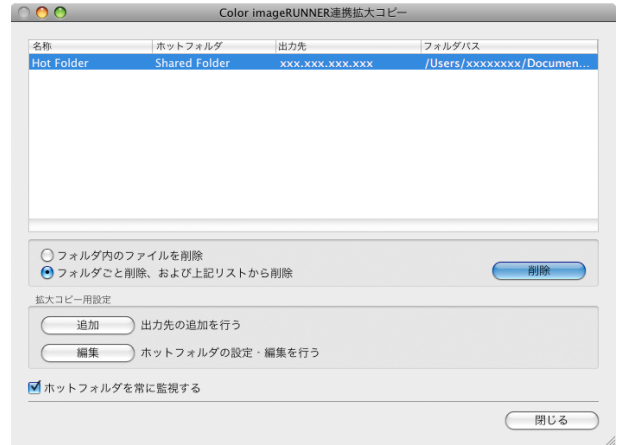 Color imageRUNNER連携拡大コピー
名称 ホットフォルダ 出力先 フォルダパス
Hot Folder Shared Folder xxx.xxx.xxx.xxx /Users/xxxxxxxx/Documen...
フォルダ内のファイルを削除
フォルダごと削除、および上記リストから削除
削除
拡大コピー用設定
追加 出力先の追加を行う
編集 ホットフォルダの設定・編集を行う
ホットフォルダを常に監視する
閉じる